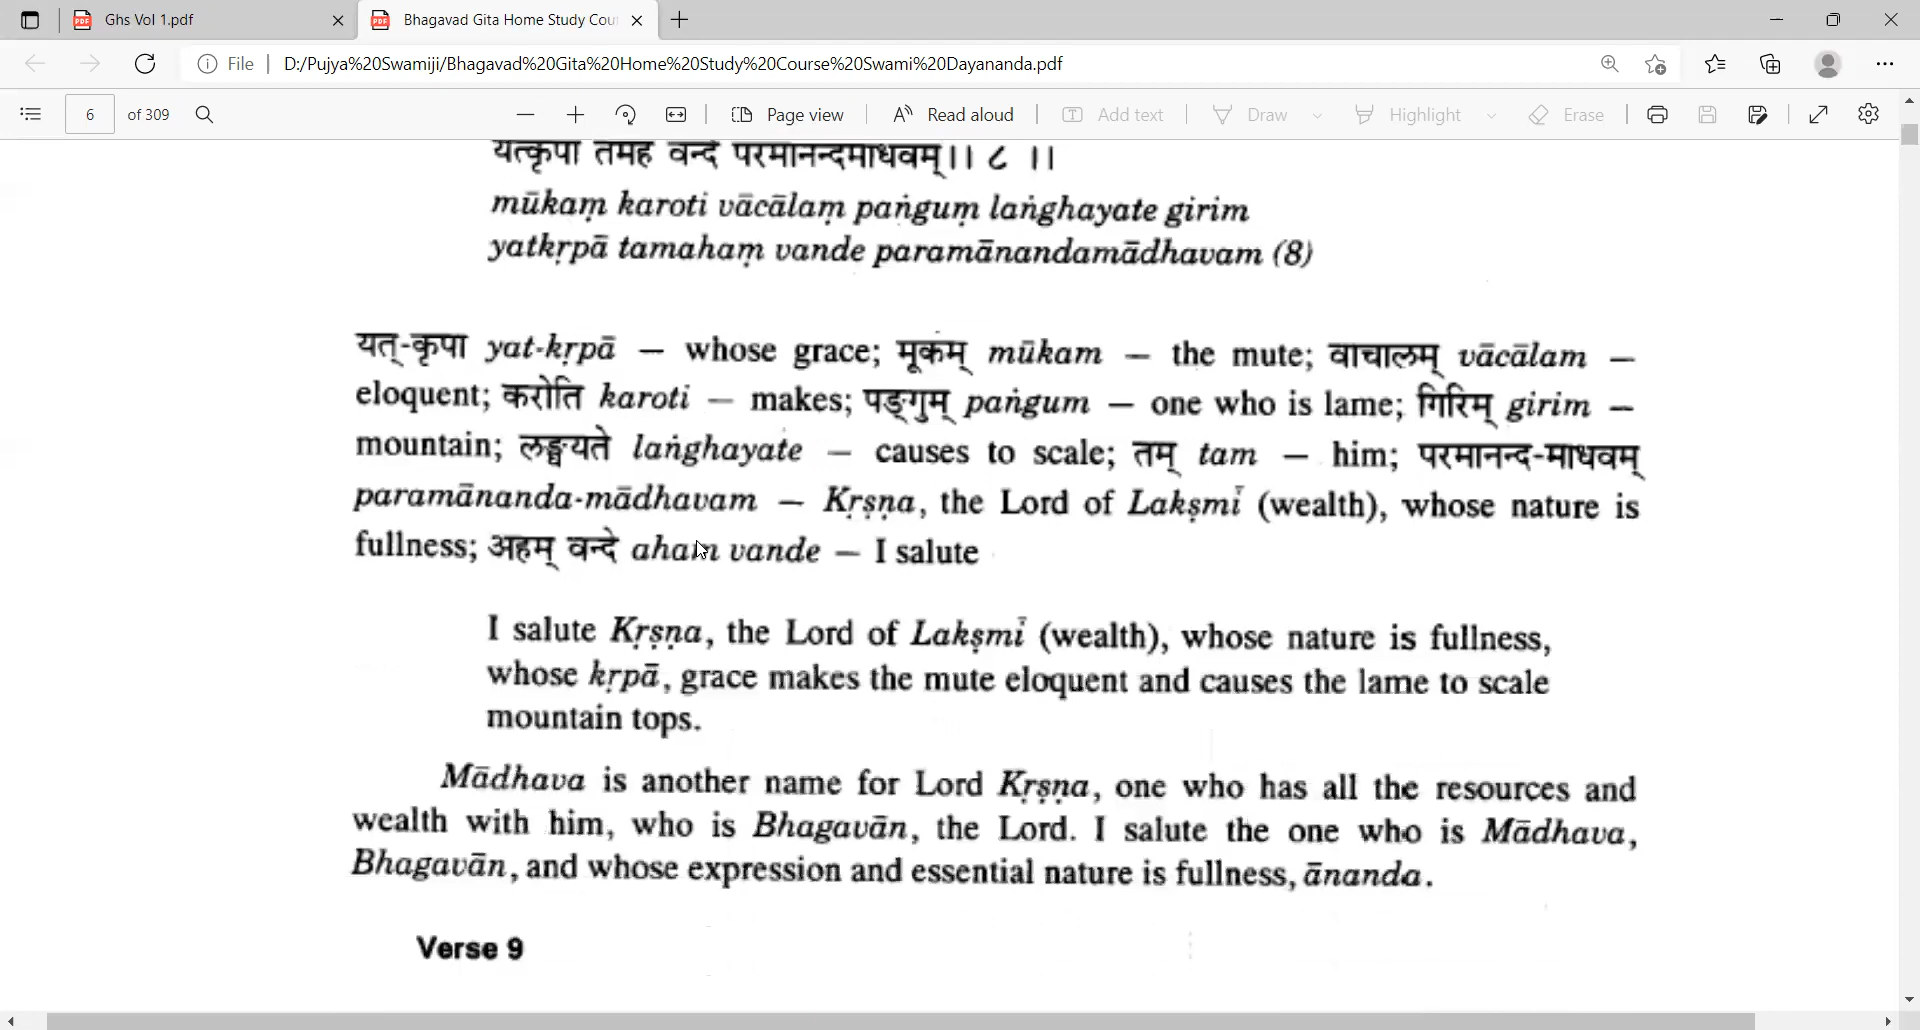 Ghs Vol 1.pdf
Bhagavad Gita Home Study Cou
File
D:/Pujya%20Swamiji/Bhagavad%20Gita%20Home%20Study%20Course%20Swami%20Dayananda.pdf
6 of 309
Page view
Read aloud
Add text
Draw
Highlight
Erase
यत्कृपा तमहं वन्दे परमानन्दमाधवम्।। ८ ।।
mūkaṃ karoti vācālaṃ paṅguṃ laṅghayate girim
yatkṛpā tamahaṃ vande paramānandamādhavam (8)
यत्-कृपा yat-kṛpā — whose grace; मूकम् mūkam — the mute; वाचालम् vācālam —
eloquent; करोति karoti — makes; पङ्गुम् paṅgum — one who is lame; गिरिम् girim —
mountain; लङ्घयते laṅghayate — causes to scale; तम् tam — him; परमानन्द-माधवम्
paramānanda-mādhavam — Kṛṣṇa, the Lord of Lakṣmī (wealth), whose nature is
fullness; अहम् वन्दे aham vande — I salute
I salute Kṛṣṇa, the Lord of Lakṣmī (wealth), whose nature is fullness,
whose kṛpā, grace makes the mute eloquent and causes the lame to scale
mountain tops.
Mādhava is another name for Lord Kṛṣṇa, one who has all the resources and
wealth with him, who is Bhagavān, the Lord. I salute the one who is Mādhava,
Bhagavān, and whose expression and essential nature is fullness, ānanda.
Verse 9